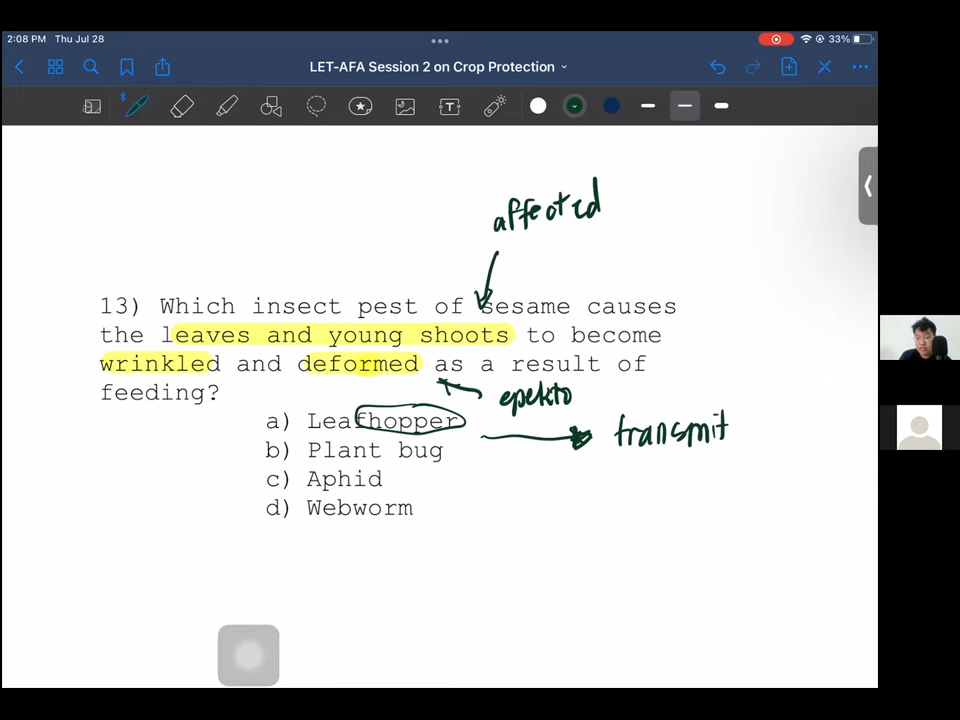 2:08 PM Thu Jul 28
33%
LET-AFA Session 2 on Crop Protection
affected
13) Which insect pest of sesame causes
the leaves and young shoots to become
wrinkled and deformed as a result of
feeding?
epekto
a) Leafhopper
transmit
b) Plant bug
c) Aphid
d) Webworm